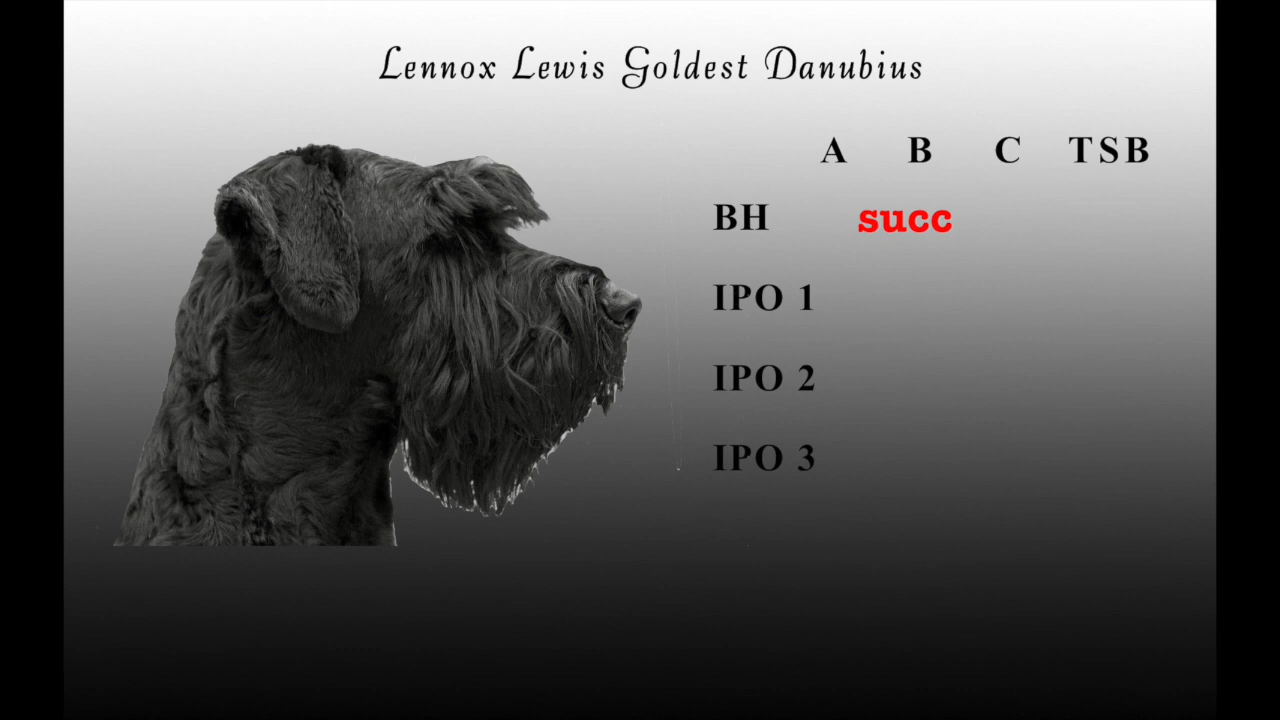 Lennox Lewis Goldest Danubius
A B C TSB
BH succ
IPO 1
IPO 2
IPO 3